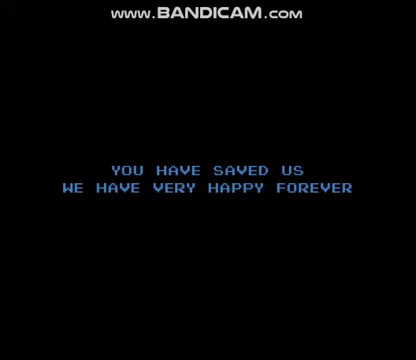 www.BANDICAM.com
YOU HAVE SAVED US
WE HAVE VERY HAPPY FOREVER